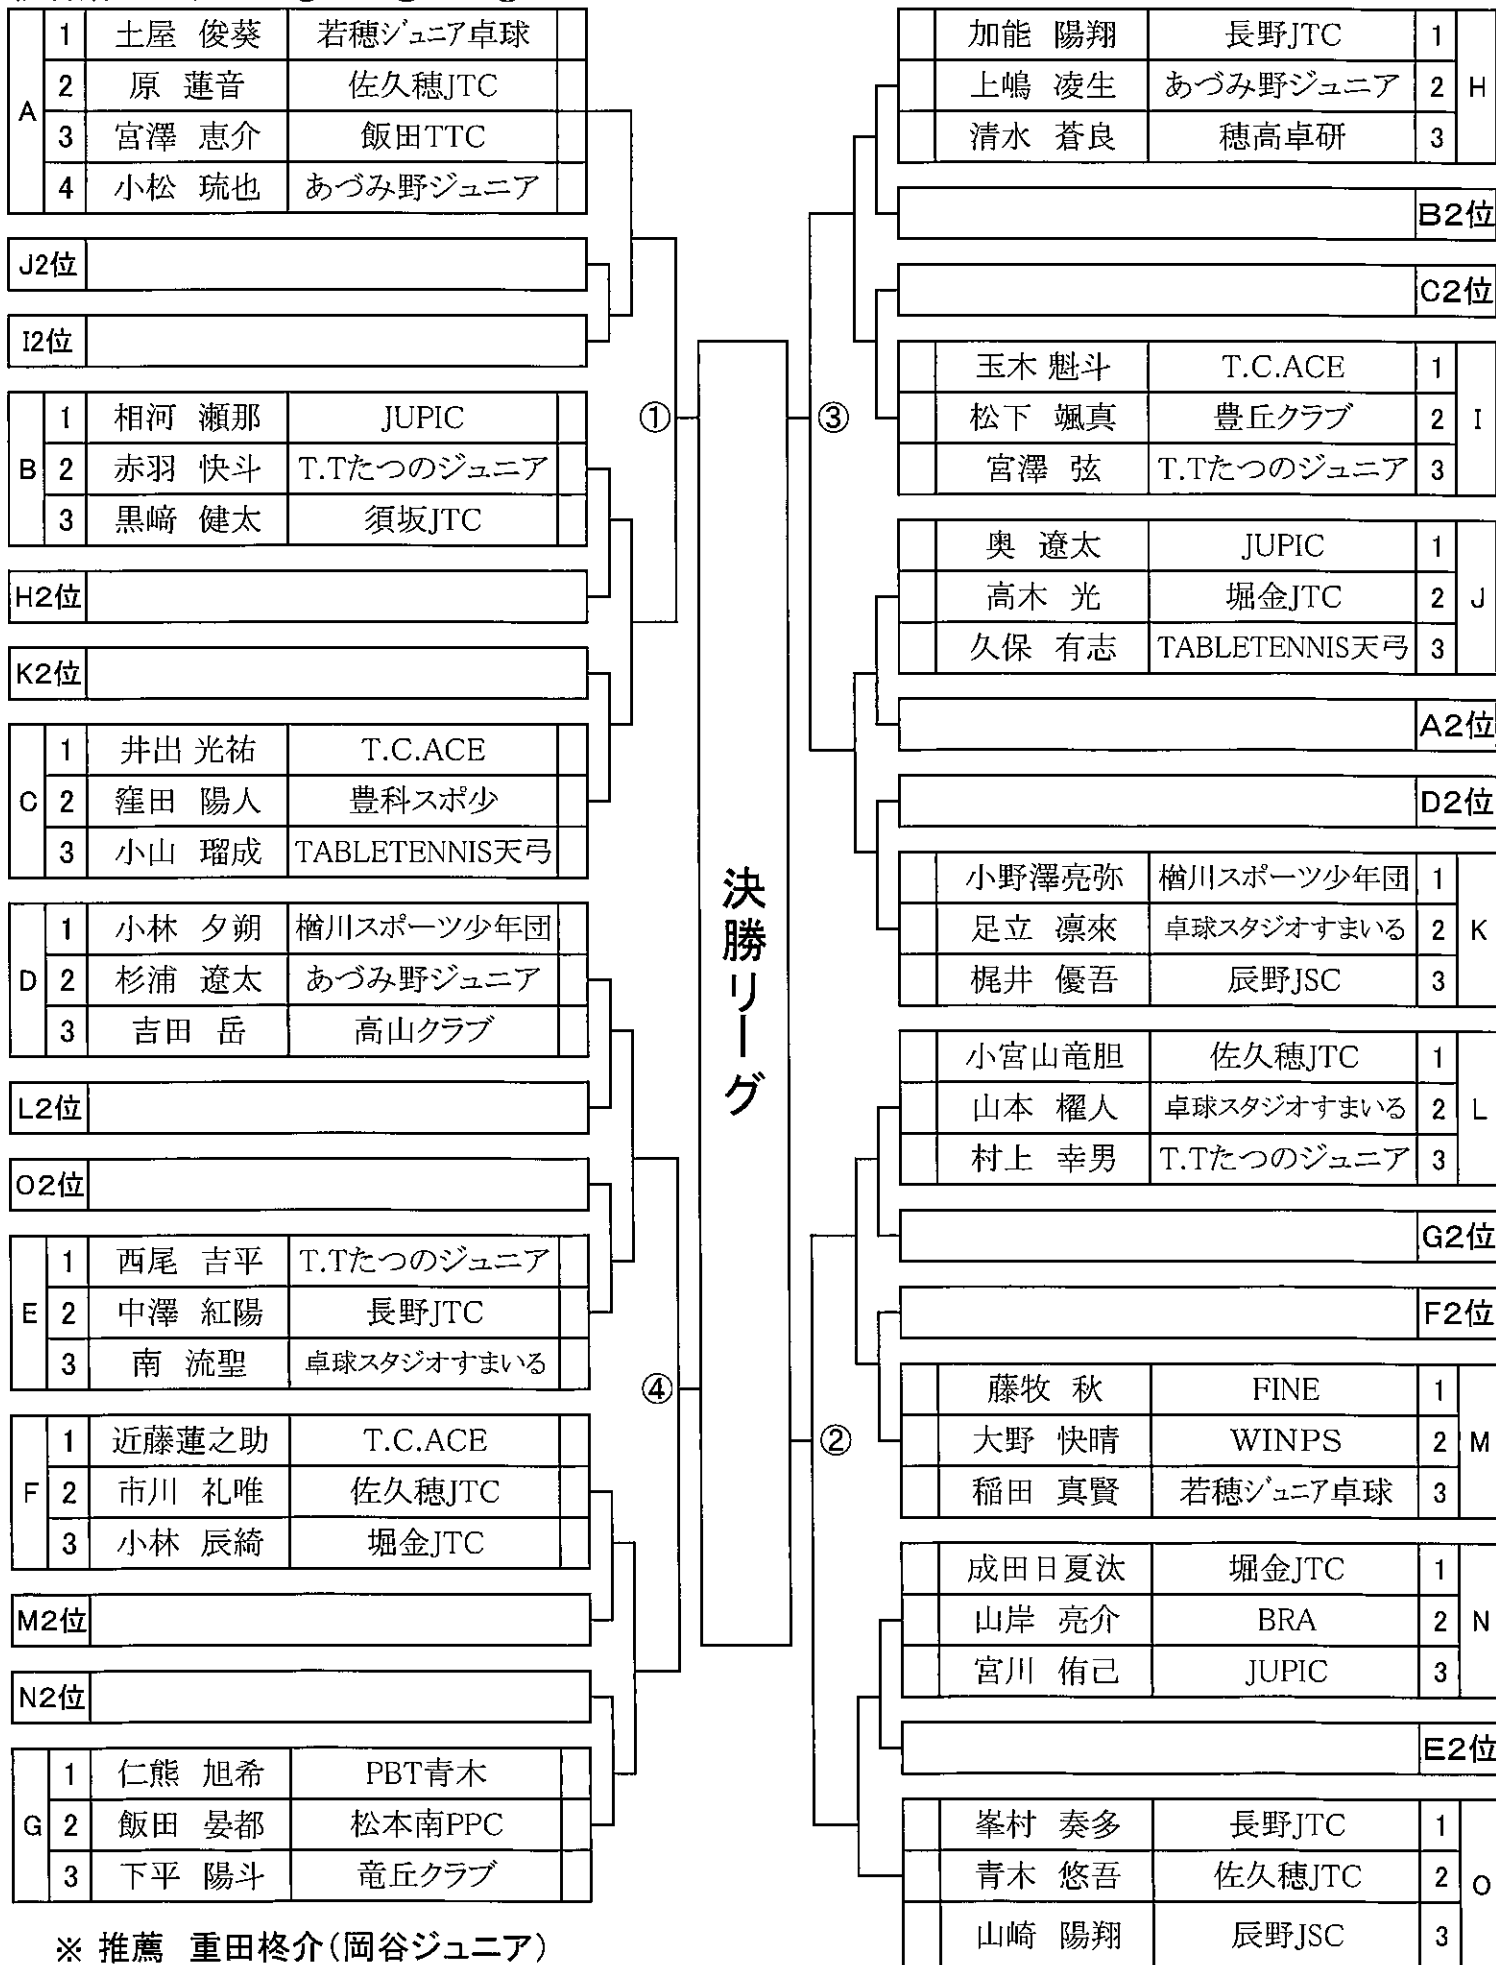 A
1 土屋 俊葵 若穂ジュニア卓球
2 原 蓮音 佐久穂JTC
3 宮澤 恵介 飯田TTC
4 小松 琉也 あづみ野ジュニア
J2位
I2位
B
1 相河 瀬那 JUPIC
2 赤羽 快斗 T.Tたつのジュニア
3 黒﨑 健太 須坂JTC
H2位
K2位
C
1 井出 光祐 T.C.ACE
2 窪田 陽人 豊科スポ少
3 小山 瑠成 TABLETENNIS天弓
D
1 小林 夕朔 楢川スポーツ少年団
2 杉浦 遼太 あづみ野ジュニア
3 吉田 岳 高山クラブ
L2位
O2位
E
1 西尾 吉平 T.Tたつのジュニア
2 中澤 紅陽 長野JTC
3 南 流聖 卓球スタジオすまいる
F
1 近藤蓮之助 T.C.ACE
2 市川 礼唯 佐久穂JTC
3 小林 辰綺 堀金JTC
M2位
N2位
G
1 仁熊 旭希 PBT青木
2 飯田 晏都 松本南PPC
3 下平 陽斗 竜丘クラブ
※ 推薦 重田柊介(岡谷ジュニア)
①
④
決勝リーグ
③
②
加能 陽翔 長野JTC 1
上嶋 凌生 あづみ野ジュニア 2
清水 蒼良 穂高卓研 3
H
B2位
C2位
玉木 魁斗 T.C.ACE 1
松下 颯真 豊丘クラブ 2
宮澤 弦 T.Tたつのジュニア 3
I
奥 遼太 JUPIC 1
高木 光 堀金JTC 2
久保 有志 TABLETENNIS天弓 3
J
A2位
D2位
小野澤亮弥 楢川スポーツ少年団 1
足立 凛來 卓球スタジオすまいる 2
梶井 優吾 辰野JSC 3
K
小宮山竜胆 佐久穂JTC 1
山本 櫂人 卓球スタジオすまいる 2
村上 幸男 T.Tたつのジュニア 3
L
G2位
F2位
藤牧 秋 FINE 1
大野 快晴 WINPS 2
稲田 真賢 若穂ジュニア卓球 3
M
成田日夏汰 堀金JTC 1
山岸 亮介 BRA 2
宮川 侑己 JUPIC 3
N
E2位
峯村 奏多 長野JTC 1
青木 悠吾 佐久穂JTC 2
山崎 陽翔 辰野JSC 3
O